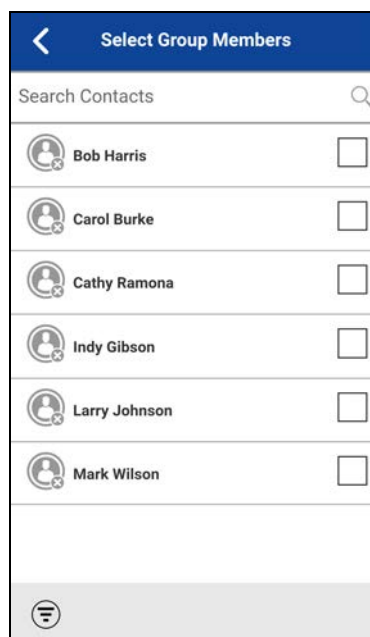 Select Group Members
Search Contacts
Bob Harris
Carol Burke
Cathy Ramona
Indy Gibson
Larry Johnson
Mark Wilson